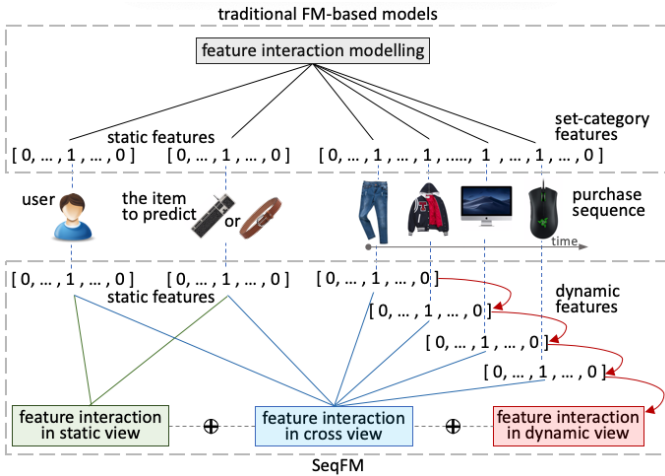 traditional FM-based models
feature interaction modelling
static features
set-category
features
[ 0, ... , 1 , ... , 0 ]
[ 0, ... , 1 , ... , 0 ]
[ 0, ... , 1 , ... , 1 , ...., 1 , ... , 1 , ... , 0 ]
user
the item
to predict
or
purchase
sequence
time
[ 0, ... , 1 , ... , 0 ]
[ 0, ... , 1 , ... , 0 ]
[ 0, ... , 1 , ... , 0 ]
static features
dynamic
features
[ 0, ... , 1 , ... , 0 ]
[ 0, ... , 1 , ... , 0 ]
[ 0, ... , 1 , ... , 0 ]
feature interaction
in static view
feature interaction
in cross view
feature interaction
in dynamic view
SeqFM